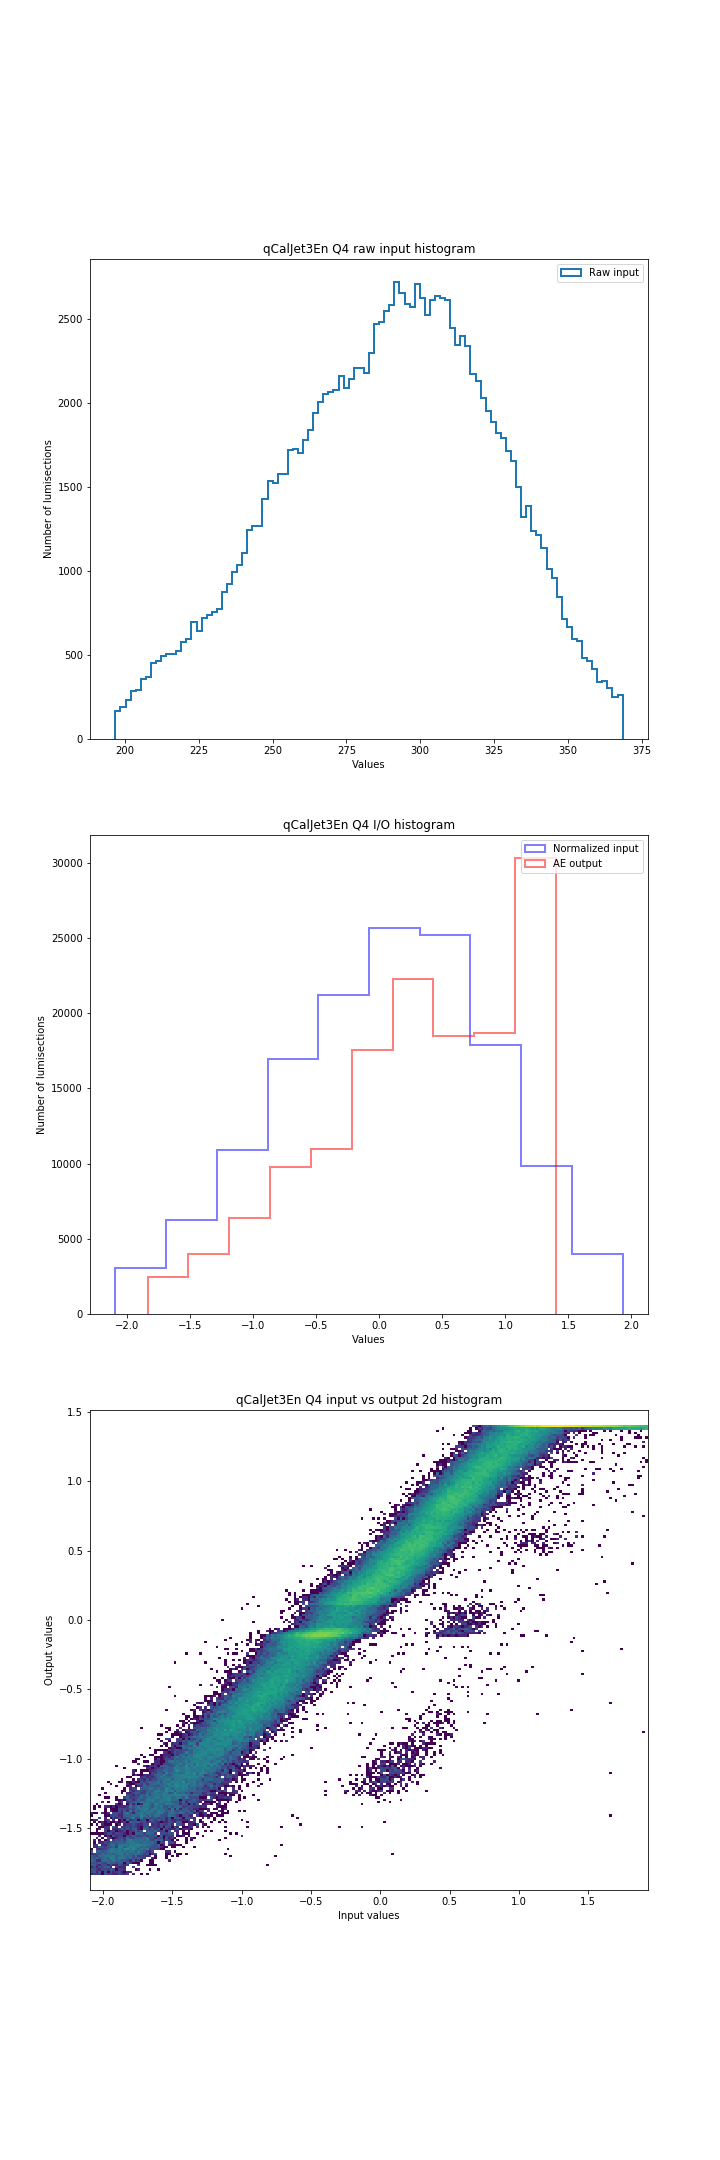 qCalJet3En Q4 raw input histogram
Raw input
2500
2000
1500
1000
500
0
Number of lumisections
200 225 250 275 300 325 350 375
Values
qCalJet3En Q4 I/O histogram
Normalized input
AE output
30000
25000
20000
15000
10000
5000
0
Number of lumisections
−2.0 −1.5 −1.0 −0.5 0.0 0.5 1.0 1.5 2.0
Values
qCalJet3En Q4 input vs output 2d histogram
1.5
1.0
0.5
0.0
−0.5
−1.0
−1.5
Output values
−2.0 −1.5 −1.0 −0.5 0.0 0.5 1.0 1.5
Input values